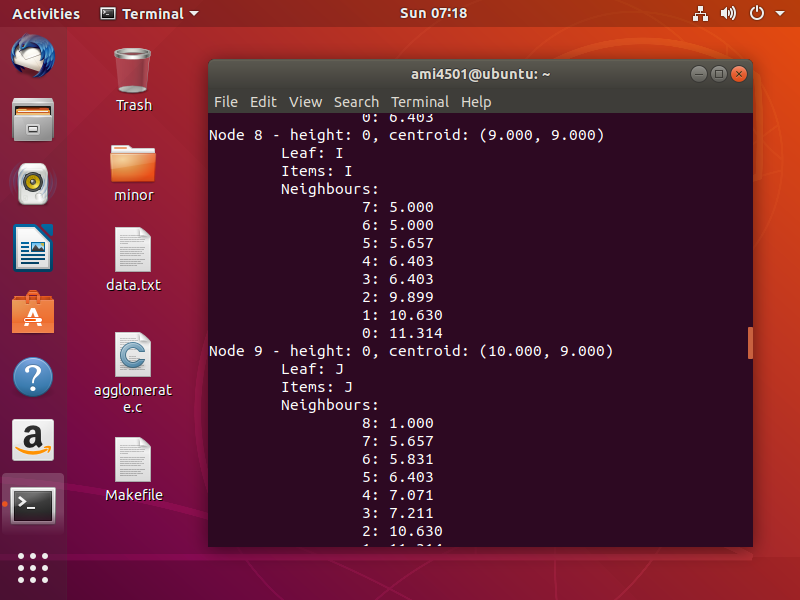 Activities Terminal Sun 07:18
Trash
minor
data.txt
agglomerat
e.c
Makefile
ami4501@ubuntu: ~
File Edit View Search Terminal Help
0: 6.403
Node 8 - height: 0, centroid: (9.000, 9.000)
Leaf: I
Items: I
Neighbours:
7: 5.000
6: 5.000
5: 5.657
4: 6.403
3: 6.403
2: 9.899
1: 10.630
0: 11.314
Node 9 - height: 0, centroid: (10.000, 9.000)
Leaf: J
Items: J
Neighbours:
8: 1.000
7: 5.657
6: 5.831
5: 6.403
4: 7.071
3: 7.211
2: 10.630
1: 11.314